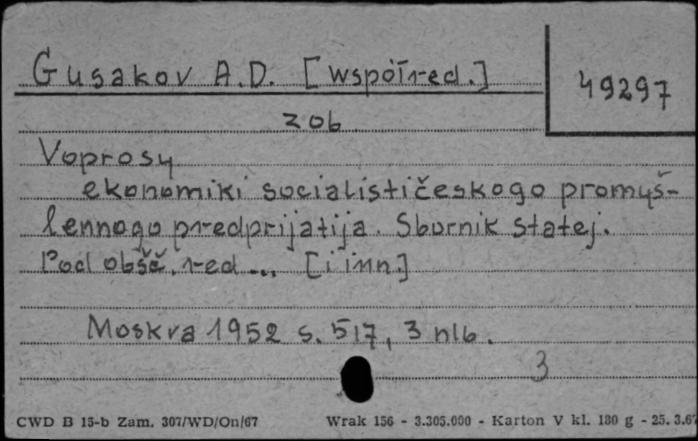 Gusakov A.D. [współred.]
49297
zob
Voprosy
ekonomiki socialističeskogo promyš-
lennogo predprijatija. Sbornik statej.
Pod obšč. red... [i inn.]
Moskva 1952 s. 517, 3 nlb.
3
CWD B 15-b Zam. 307/WD/On/67 Wrak 156 - 3.305.000 - Karton V kl. 180 g - 25. 3.67